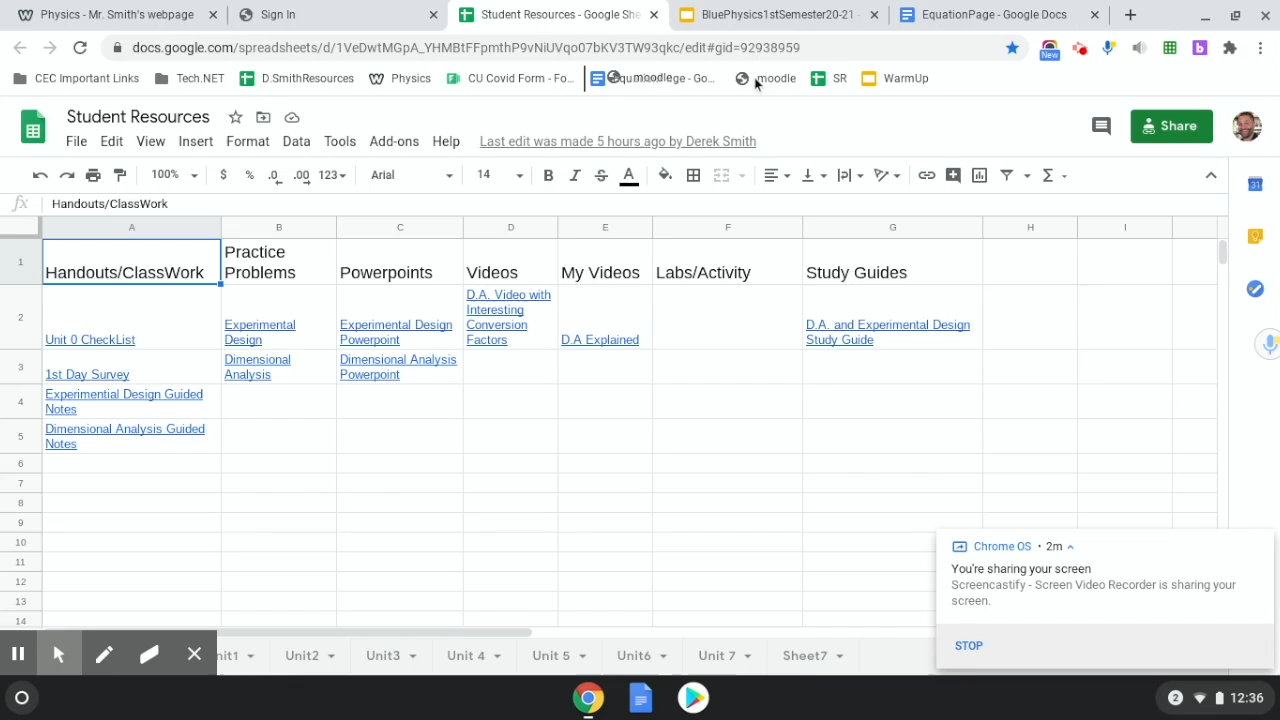 Physics - Mr. Smith's webpage
Sign In
Student Resources - Google She
BluePhysics1stSemester20-21 -
EquationPage - Google Docs
docs.google.com/spreadsheets/d/1VeDwtMGpA_YHMBtFFpmthP9vNiUVqo07bKV3TW93qkc/edit#gid=92938959
New
CEC Important Links
Tech.NET
D.SmithResources
Physics
CU Covid Form - Fo...
moodle
moodle
SR
WarmUp
Student Resources
File Edit View Insert Format Data Tools Add-ons Help Last edit was made 5 hours ago by Derek Smith
Share
100% $ % .0 .00 123 Arial 14 B I S A Σ
31
fx Handouts/ClassWork
A B C D E F G H I
1 Handouts/ClassWork
Practice
Problems
Powerpoints
Videos
My Videos
Labs/Activity
Study Guides
2 Unit 0 CheckList
Experimental
Design
Experimental Design
Powerpoint
D.A. Video with
Interesting
Conversion
Factors
D.A Explained
D.A. and Experimental Design
Study Guide
3 1st Day Survey
Dimensional
Analysis
Dimensional Analysis
Powerpoint
4 Experimential Design Guided
Notes
5 Dimensional Analysis Guided
Notes
6
7
8
9
10
11
12
13
14
Chrome OS • 2m
You're sharing your screen
Screencastify - Screen Video Recorder is sharing your
screen.
STOP
nit1 Unit2 Unit3 Unit 4 Unit 5 Unit6 Unit 7 Sheet7
2 12:36